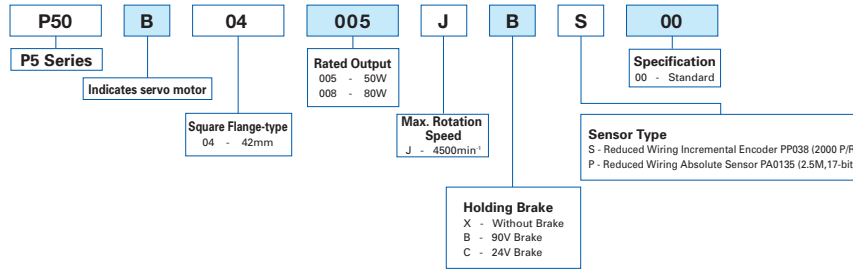 P50 B 04 005 J B S 00
P5 Series
Indicates servo motor
Square Flange-type
04 - 42mm
Rated Output
005 - 50W
008 - 80W
Max. Rotation
Speed
J - 4500min⁻¹
Holding Brake
X - Without Brake
B - 90V Brake
C - 24V Brake
Specification
00 - Standard
Sensor Type
S - Reduced Wiring Incremental Encoder PP038 (2000 P/R
P - Reduced Wiring Absolute Sensor PA0135 (2.5M,17-bit